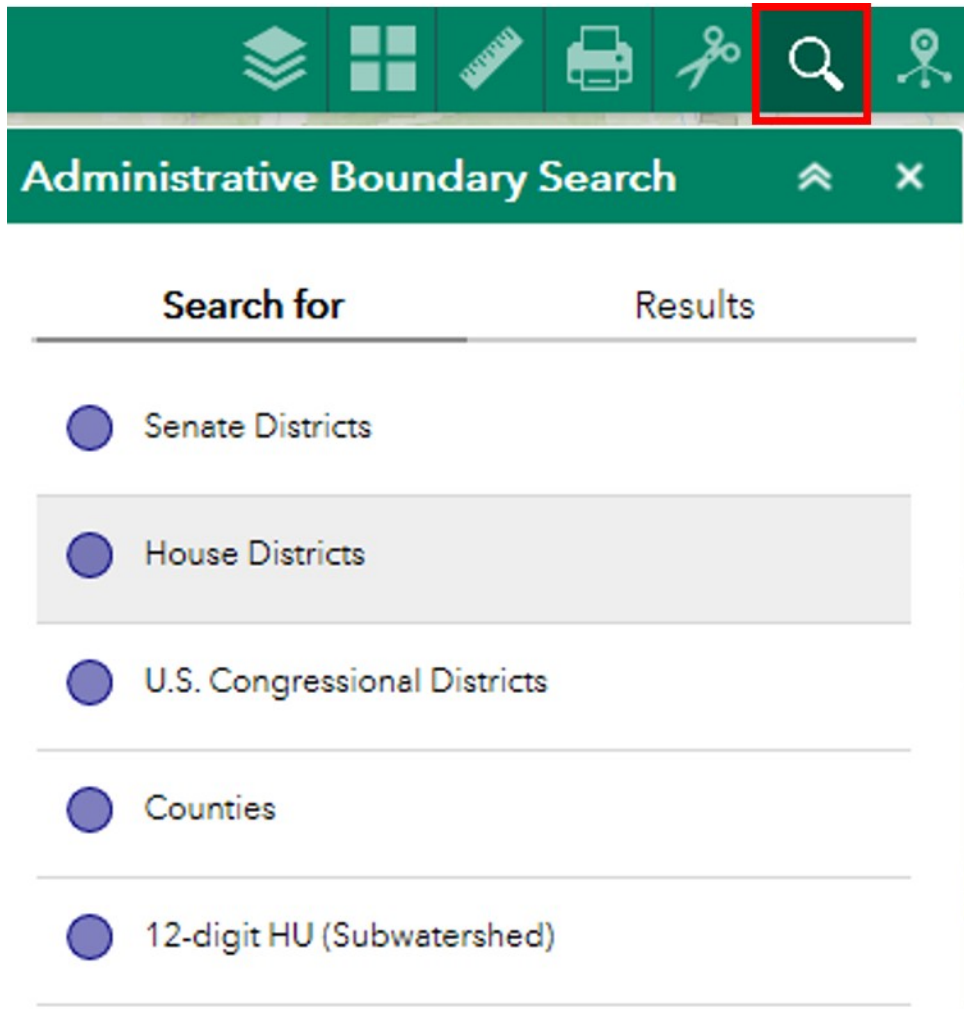 Administrative Boundary Search
Search for Results
Senate Districts
House Districts
U.S. Congressional Districts
Counties
12-digit HU (Subwatershed)